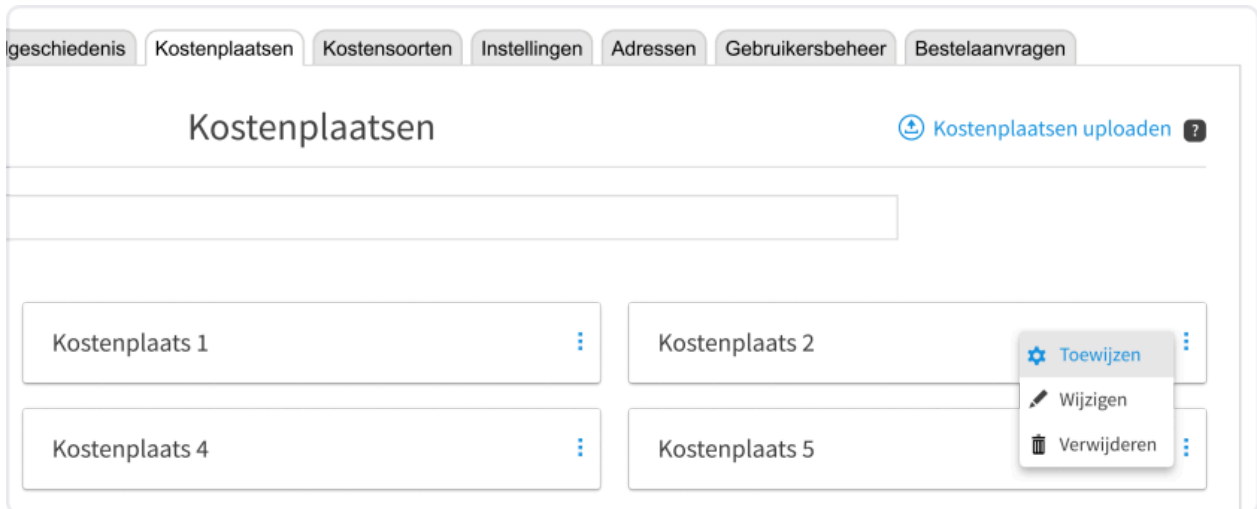 lgeschiedenis Kostenplaatsen Kostensoorten Instellingen Adressen Gebruikersbeheer Bestelaanvragen
Kostenplaatsen
Kostenplaatsen uploaden ?
Kostenplaats 1
Kostenplaats 2
Toewijzen
Wijzigen
Verwijderen
Kostenplaats 4
Kostenplaats 5